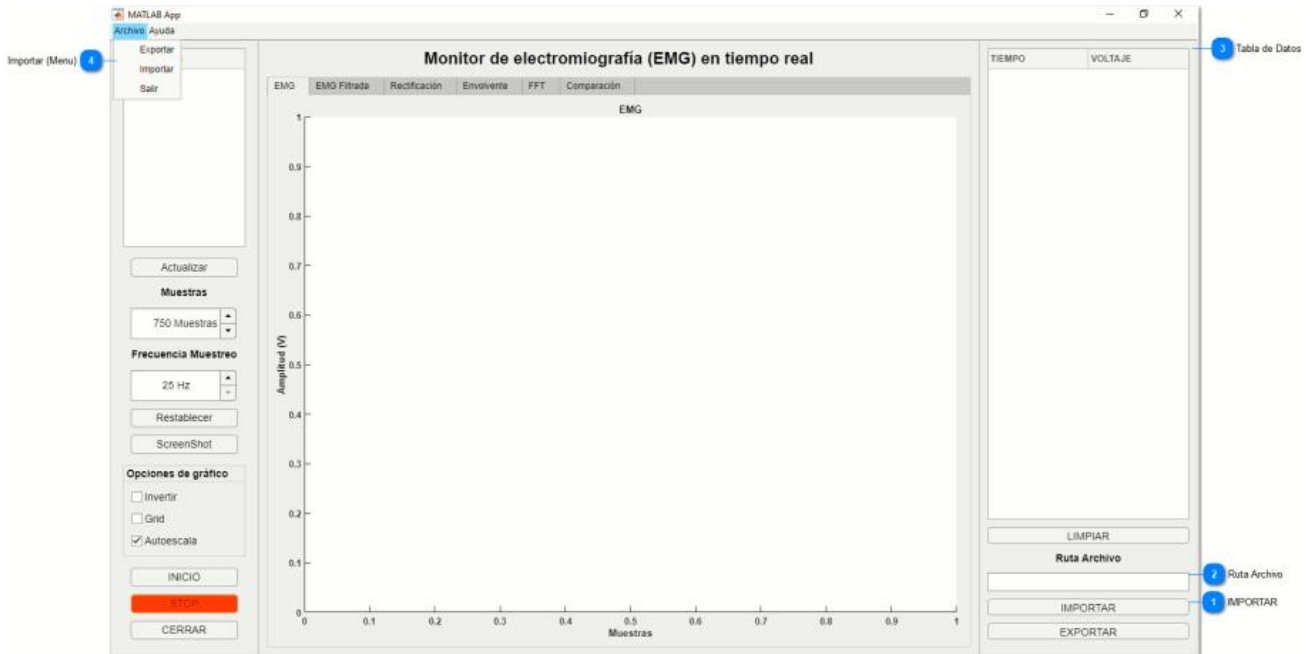 MATLAB App
Archivo Ayuda
Exportar
Importar
Salir
Importar (Menu) 4
Actualizar
Muestras
750 Muestras
Frecuencia Muestreo
25 Hz
Restablecer
ScreenShot
Opciones de gráfico
Invertir
Grid
Autoescala
INICIO
STOP
CERRAR
Monitor de electromiografía (EMG) en tiempo real
EMG EMG Filtrada Rectificación Envolvente FFT Comparación
EMG
1
0.9
0.8
0.7
0.6
0.5
0.4
0.3
0.2
0.1
0
Amplitud (V)
0 0.1 0.2 0.3 0.4 0.5 0.6 0.7 0.8 0.9 1
Muestras
TIEMPO VOLTAJE
3 Tabla de Datos
LIMPIAR
Ruta Archivo
2 Ruta Archivo
IMPORTAR
1 IMPORTAR
EXPORTAR